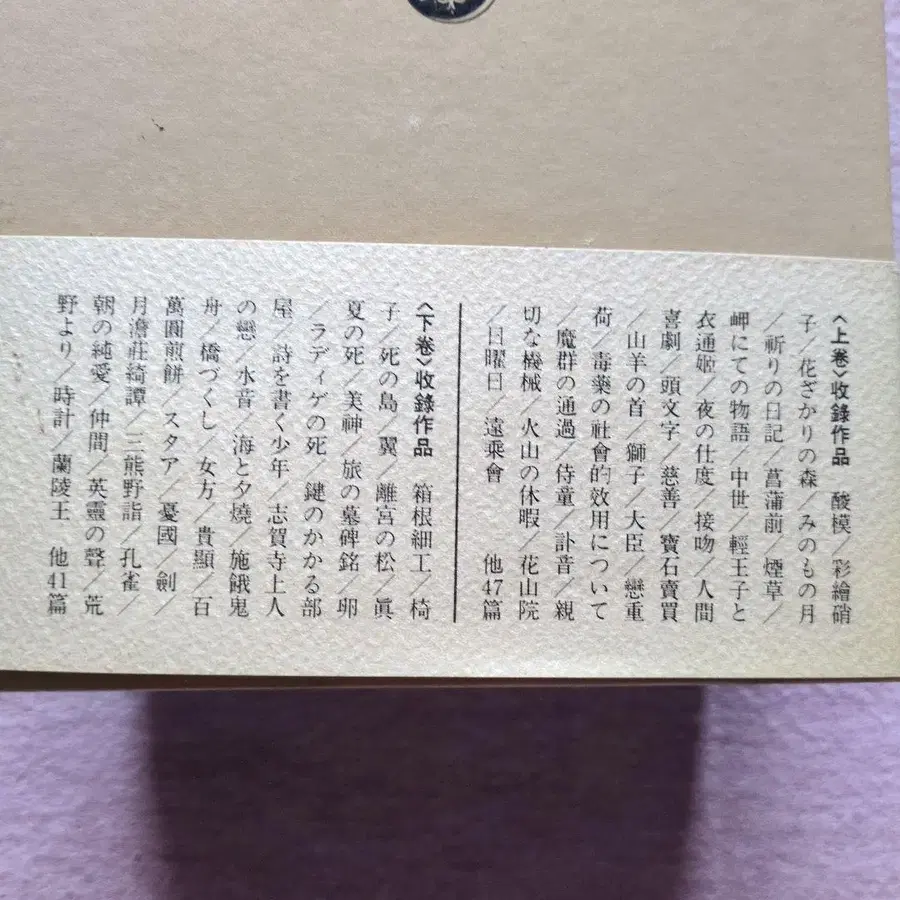 〈上卷〉收錄作品　酸模／彩繪硝
子／花ざかりの森／みのもの月
／祈りの日記／菖蒲前／煙草／
岬にての物語／中世／輕王子と
衣通姬／夜の仕度／接吻／人間
喜劇／頭文字／慈善／寶石賣買
／山羊の首／獅子／大臣／戀重
荷／毒藥の社會的效用について
／魔群の通過／侍童／訃音／親
切な機械／火山の休暇／花山院
／日曜日／遠乘會　　他47篇
〈下卷〉收錄作品　箱根細工／椅
子／死の島／翼／離宮の松／眞
夏の死／美神／旅の墓碑銘／卵
／ラディゲの死／鍵のかかる部
屋／詩を書く少年／志賀寺上人
の戀／水音／海と夕燒／施餓鬼
舟／橋づくし／女方／貴顯／百
萬圓煎餅／スタア／憂國／劍／
月澹莊綺譚／三熊野詣／孔雀／
朝の純愛／仲間／英靈の聲／荒
野より／時計／蘭陵王　他41篇